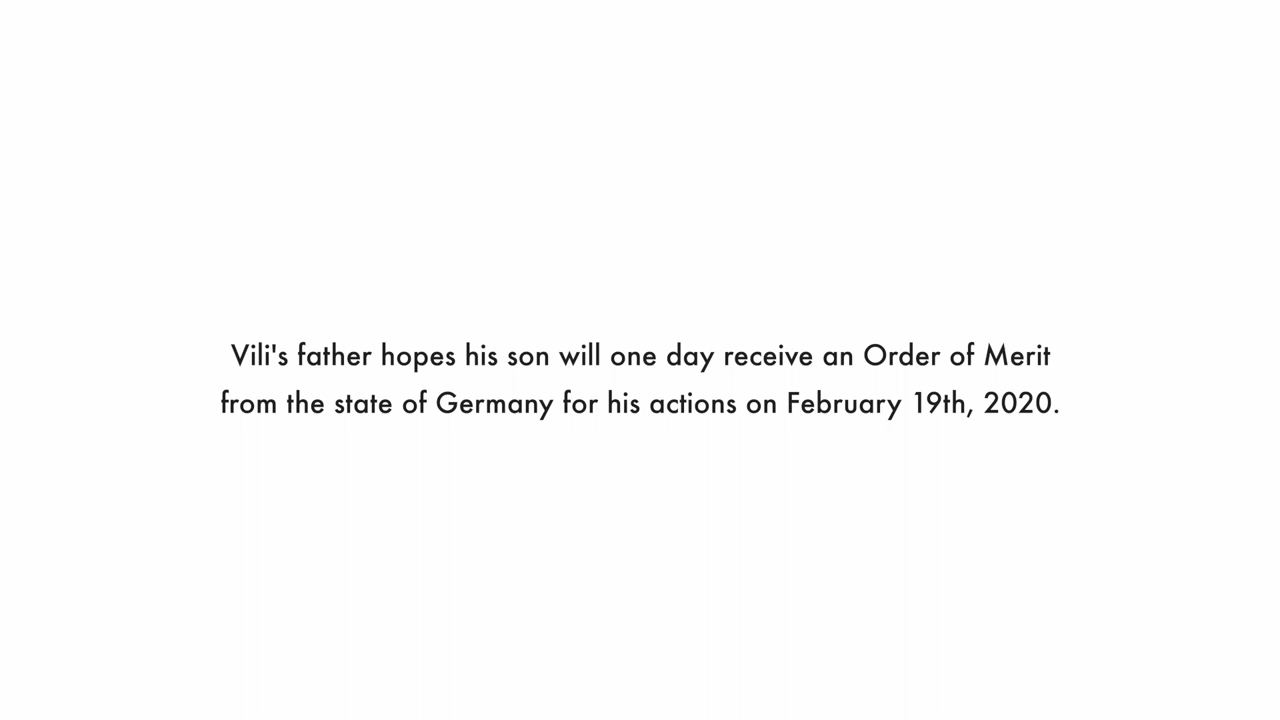 Vili's father hopes his son will one day receive an Order of Merit
from the state of Germany for his actions on February 19th, 2020.